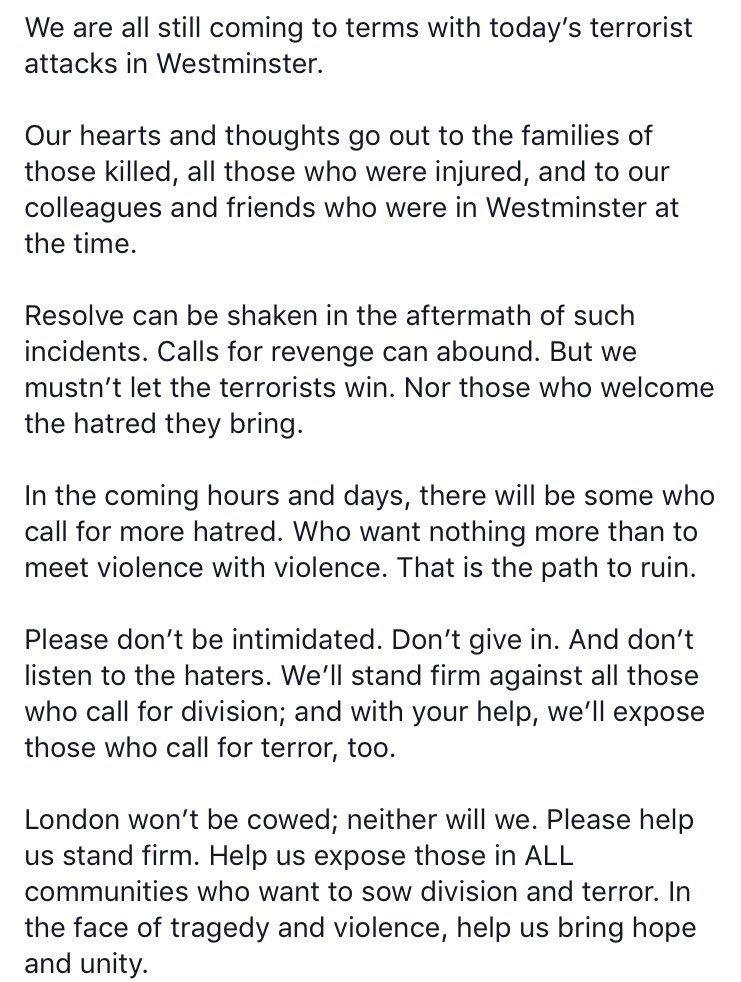 We are all still coming to terms with today’s terrorist
attacks in Westminster.
Our hearts and thoughts go out to the families of
those killed, all those who were injured, and to our
colleagues and friends who were in Westminster at
the time.
Resolve can be shaken in the aftermath of such
incidents. Calls for revenge can abound. But we
mustn’t let the terrorists win. Nor those who welcome
the hatred they bring.
In the coming hours and days, there will be some who
call for more hatred. Who want nothing more than to
meet violence with violence. That is the path to ruin.
Please don’t be intimidated. Don’t give in. And don’t
listen to the haters. We’ll stand firm against all those
who call for division; and with your help, we’ll expose
those who call for terror, too.
London won’t be cowed; neither will we. Please help
us stand firm. Help us expose those in ALL
communities who want to sow division and terror. In
the face of tragedy and violence, help us bring hope
and unity.